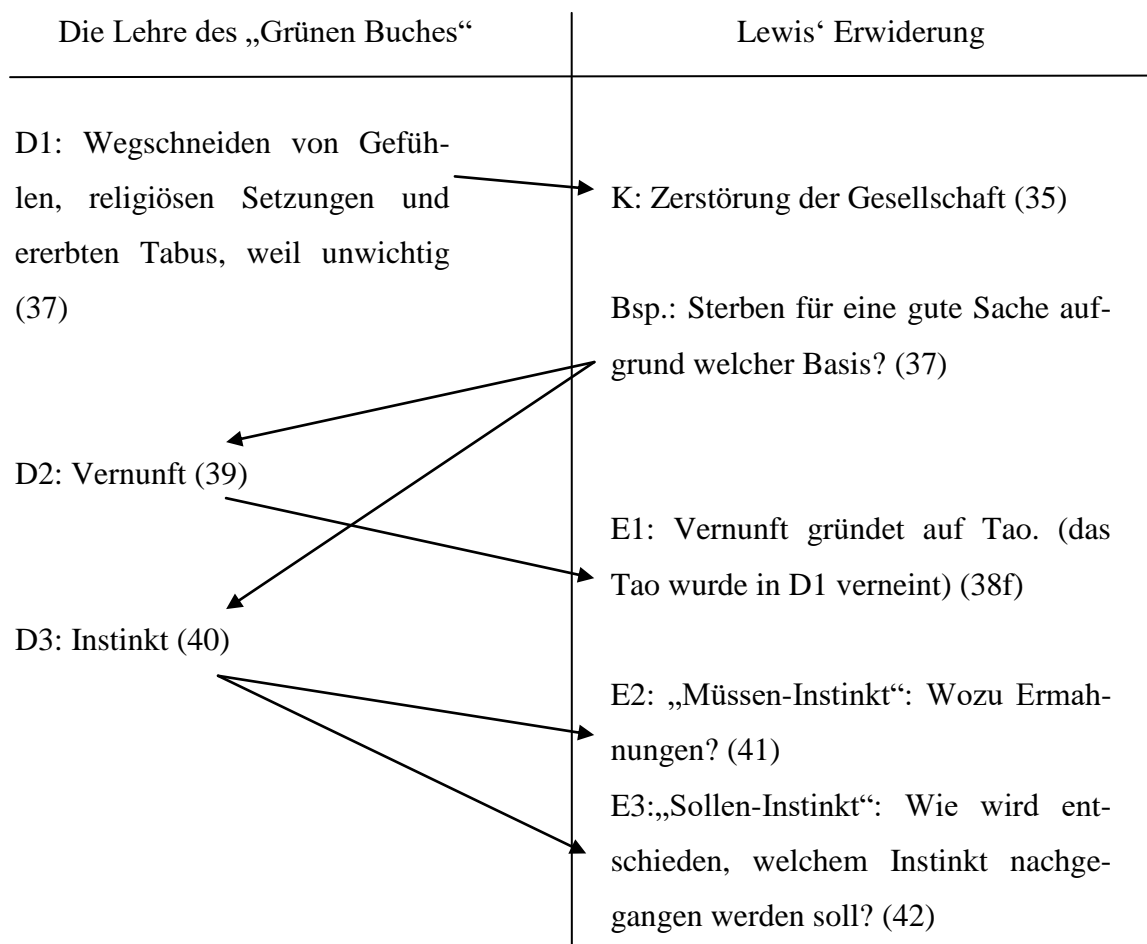 Die Lehre des „Grünen Buches“
Lewis‘ Erwiderung
D1: Wegschneiden von Gefüh-
len, religiösen Setzungen und
ererbten Tabus, weil unwichtig
(37)
K: Zerstörung der Gesellschaft (35)
Bsp.: Sterben für eine gute Sache auf-
grund welcher Basis? (37)
D2: Vernunft (39)
E1: Vernunft gründet auf Tao. (das
Tao wurde in D1 verneint) (38f)
D3: Instinkt (40)
E2: „Müssen-Instinkt“: Wozu Ermah-
nungen? (41)
E3:„Sollen-Instinkt“: Wie wird ent-
schieden, welchem Instinkt nachge-
gangen werden soll? (42)